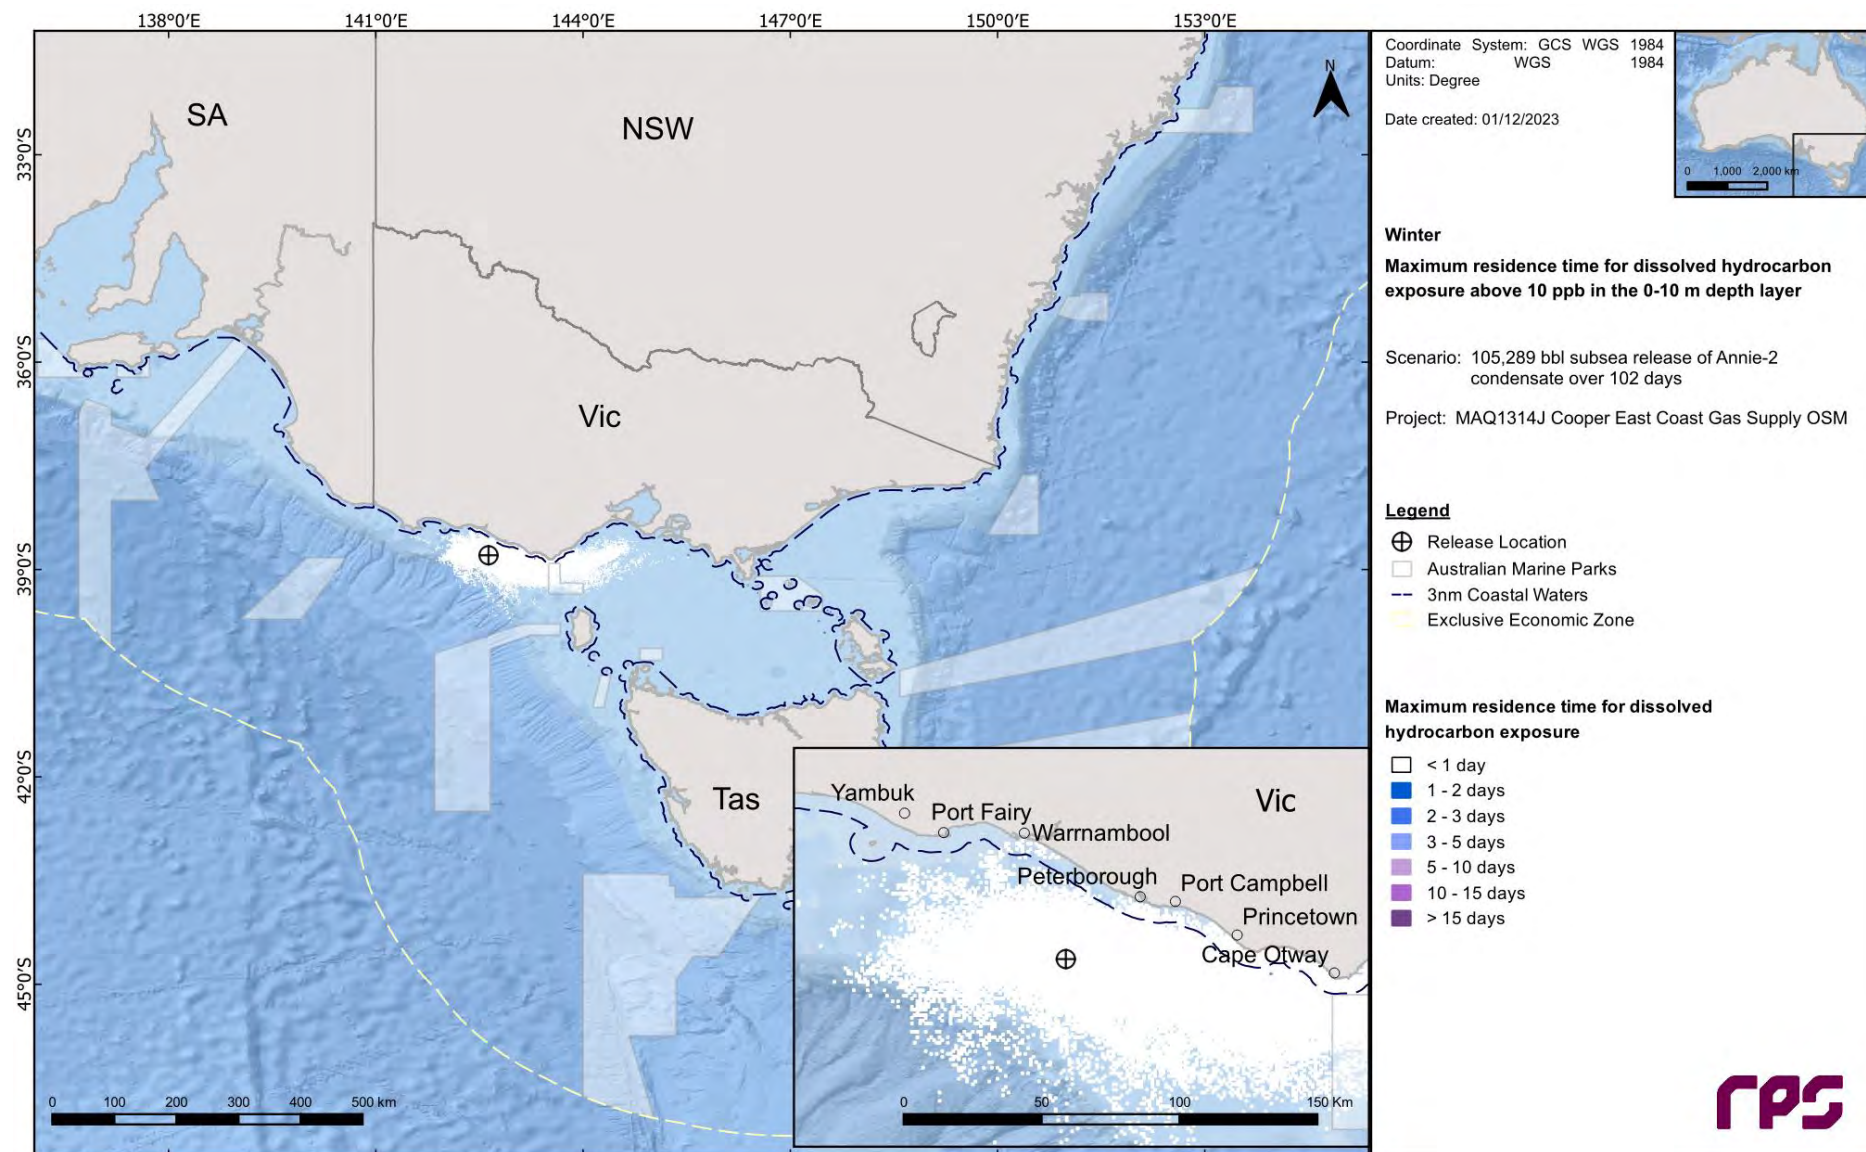 138°0′E 141°0′E 144°0′E 147°0′E 150°0′E 153°0′E
33°0′S
36°0′S
39°0′S
42°0′S
45°0′S
SA
NSW
Vic
Tas
N
0 100 200 300 400 500 km
Yambuk
Port Fairy
Warrnambool
Peterborough
Port Campbell
Princetown
Cape Otway
Vic
0 50 100 150 Km
Coordinate System: GCS WGS 1984
Datum: WGS 1984
Units: Degree
Date created: 01/12/2023
0 1,000 2,000 km
Winter
Maximum residence time for dissolved hydrocarbon
exposure above 10 ppb in the 0-10 m depth layer
Scenario: 105,289 bbl subsea release of Annie-2
condensate over 102 days
Project: MAQ1314J Cooper East Coast Gas Supply OSM
Legend
Release Location
Australian Marine Parks
3nm Coastal Waters
Exclusive Economic Zone
Maximum residence time for dissolved
hydrocarbon exposure
< 1 day
1 - 2 days
2 - 3 days
3 - 5 days
5 - 10 days
10 - 15 days
> 15 days
rps